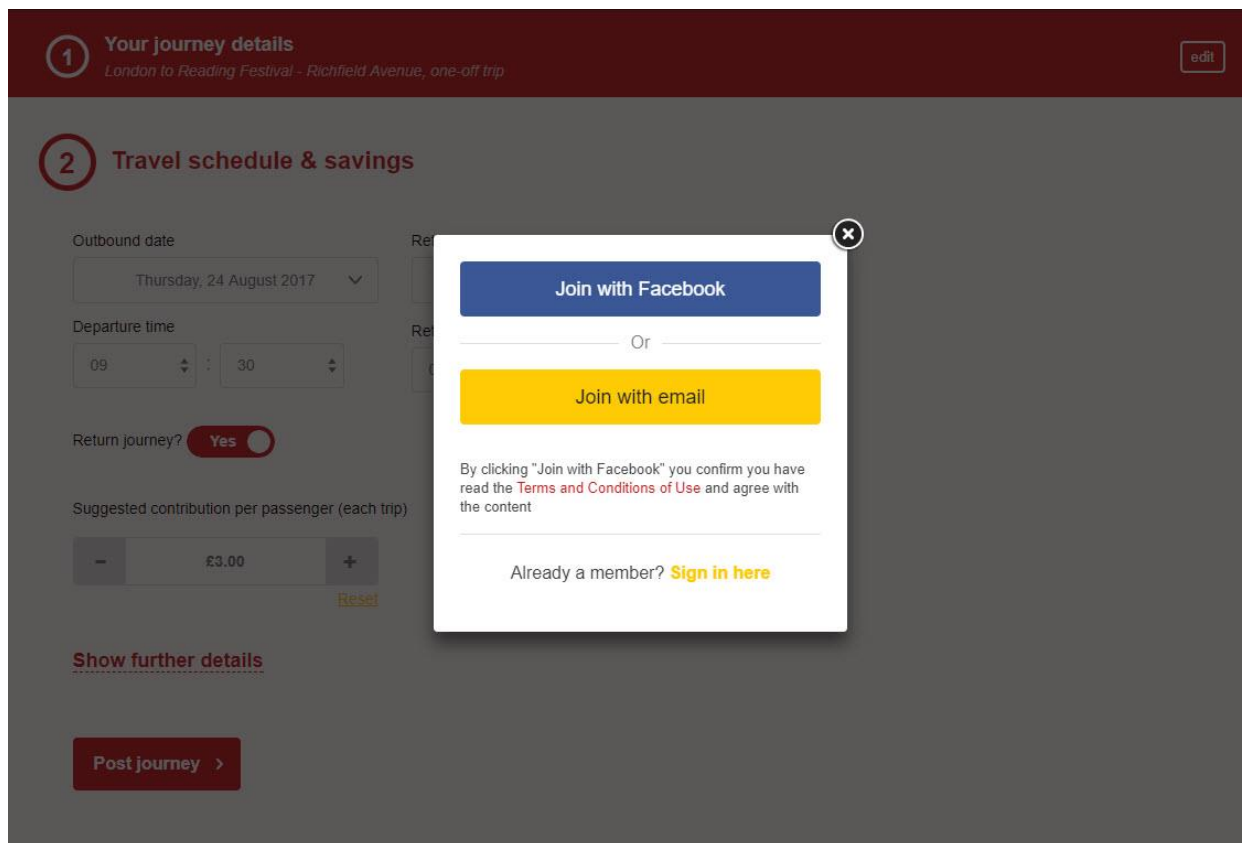 1
Your journey details
London to Reading Festival - Richfield Avenue, one-off trip
edit
2
Travel schedule & savings
Outbound date
Thursday, 24 August 2017
Departure time
09 : 30
Return journey? Yes
Suggested contribution per passenger (each trip)
- £3.00 +
Reset
Show further details
Post journey
Join with Facebook
Or
Join with email
By clicking "Join with Facebook" you confirm you have
read the Terms and Conditions of Use and agree with
the content
Already a member? Sign in here